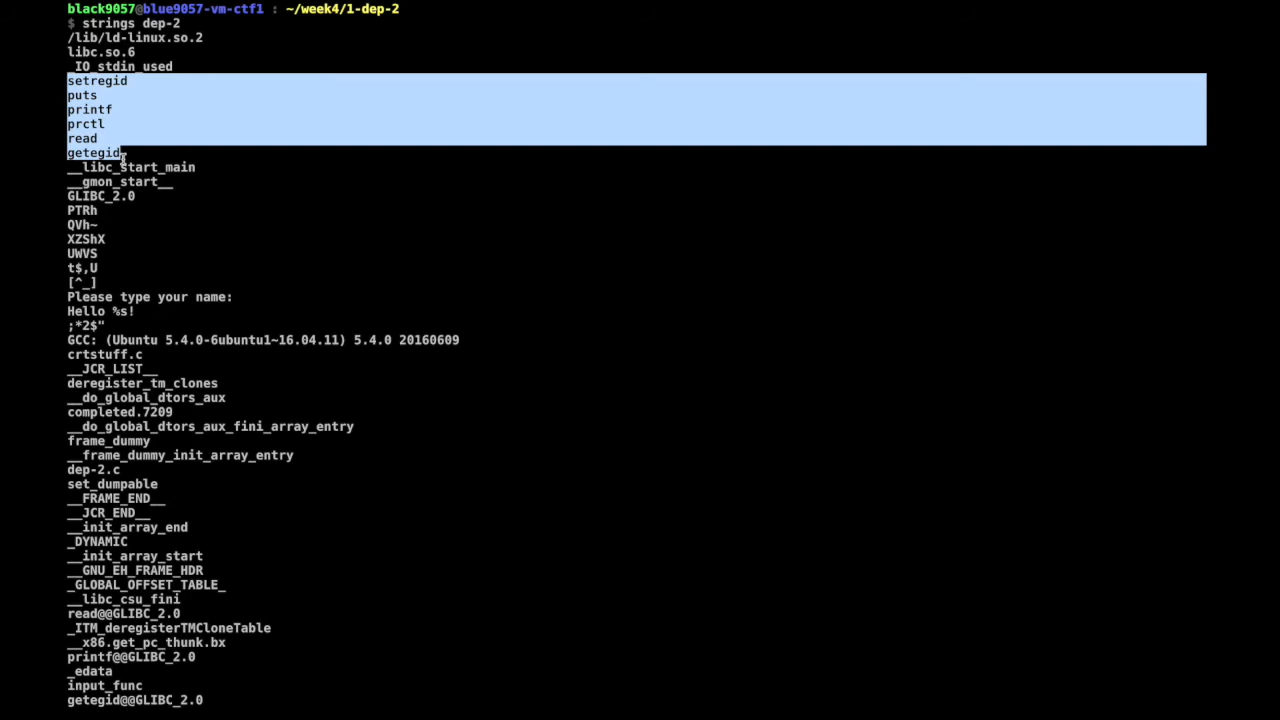 black9057@blue9057-vm-ctf1 : ~/week4/1-dep-2
$ strings dep-2
/lib/ld-linux.so.2
libc.so.6
_IO_stdin_used
setregid
puts
printf
prctl
read
getegid
__libc_start_main
__gmon_start__
GLIBC_2.0
PTRh
QVh~
XZShX
UWVS
t$,U
[^_]
Please type your name:
Hello %s!
;*2$"
GCC: (Ubuntu 5.4.0-6ubuntu1~16.04.11) 5.4.0 20160609
crtstuff.c
__JCR_LIST__
deregister_tm_clones
__do_global_dtors_aux
completed.7209
__do_global_dtors_aux_fini_array_entry
frame_dummy
__frame_dummy_init_array_entry
dep-2.c
set_dumpable
__FRAME_END__
__JCR_END__
__init_array_end
_DYNAMIC
__init_array_start
__GNU_EH_FRAME_HDR
_GLOBAL_OFFSET_TABLE_
__libc_csu_fini
read@@GLIBC_2.0
_ITM_deregisterTMCloneTable
__x86.get_pc_thunk.bx
printf@@GLIBC_2.0
_edata
input_func
getegid@@GLIBC_2.0